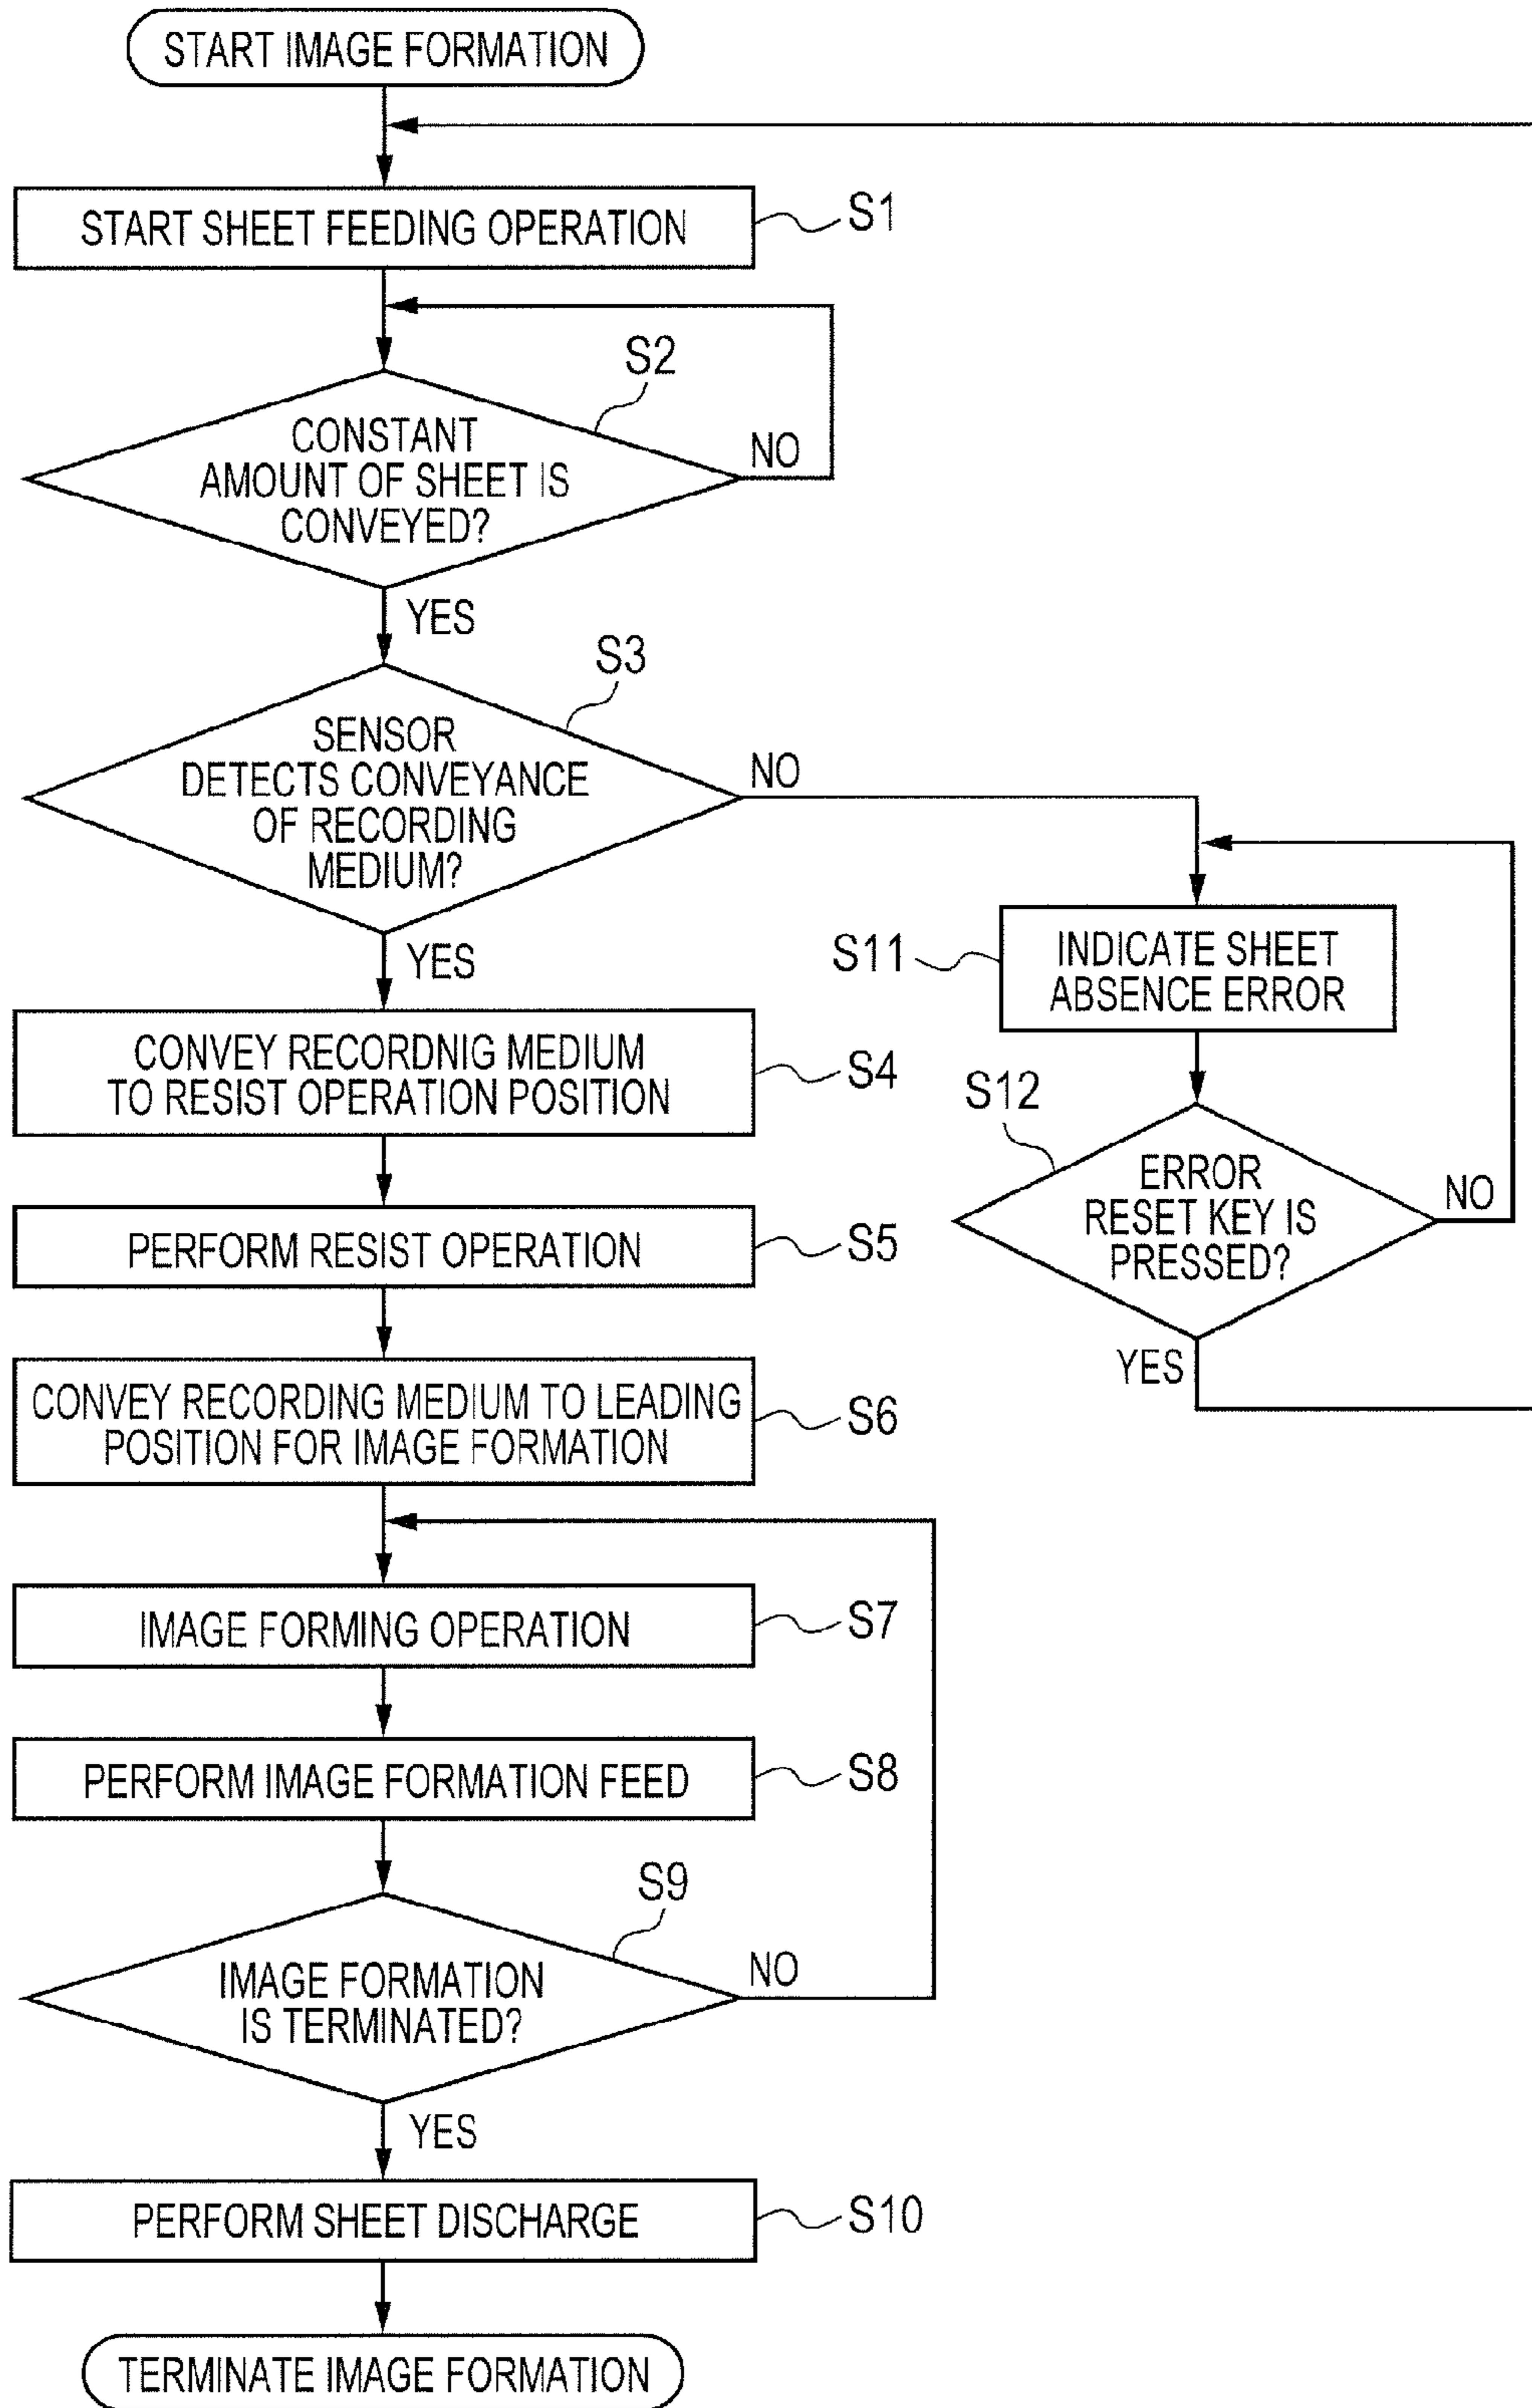 START IMAGE FORMATION
START SHEET FEEDING OPERATION
S1
S2
CONSTANT
AMOUNT OF SHEET IS
CONVEYED?
NO
YES
S3
SENSOR
DETECTS CONVEYANCE
OF RECORDING
MEDIUM?
NO
YES
S11
INDICATE SHEET
ABSENCE ERROR
CONVEY RECORDNIG MEDIUM
TO RESIST OPERATION POSITION
S4
S12
ERROR
RESET KEY IS
PRESSED?
NO
YES
PERFORM RESIST OPERATION
S5
CONVEY RECORDING MEDIUM TO LEADING
POSITION FOR IMAGE FORMATION
S6
IMAGE FORMING OPERATION
S7
PERFORM IMAGE FORMATION FEED
S8
S9
IMAGE FORMATION
IS TERMINATED?
NO
YES
PERFORM SHEET DISCHARGE
S10
TERMINATE IMAGE FORMATION